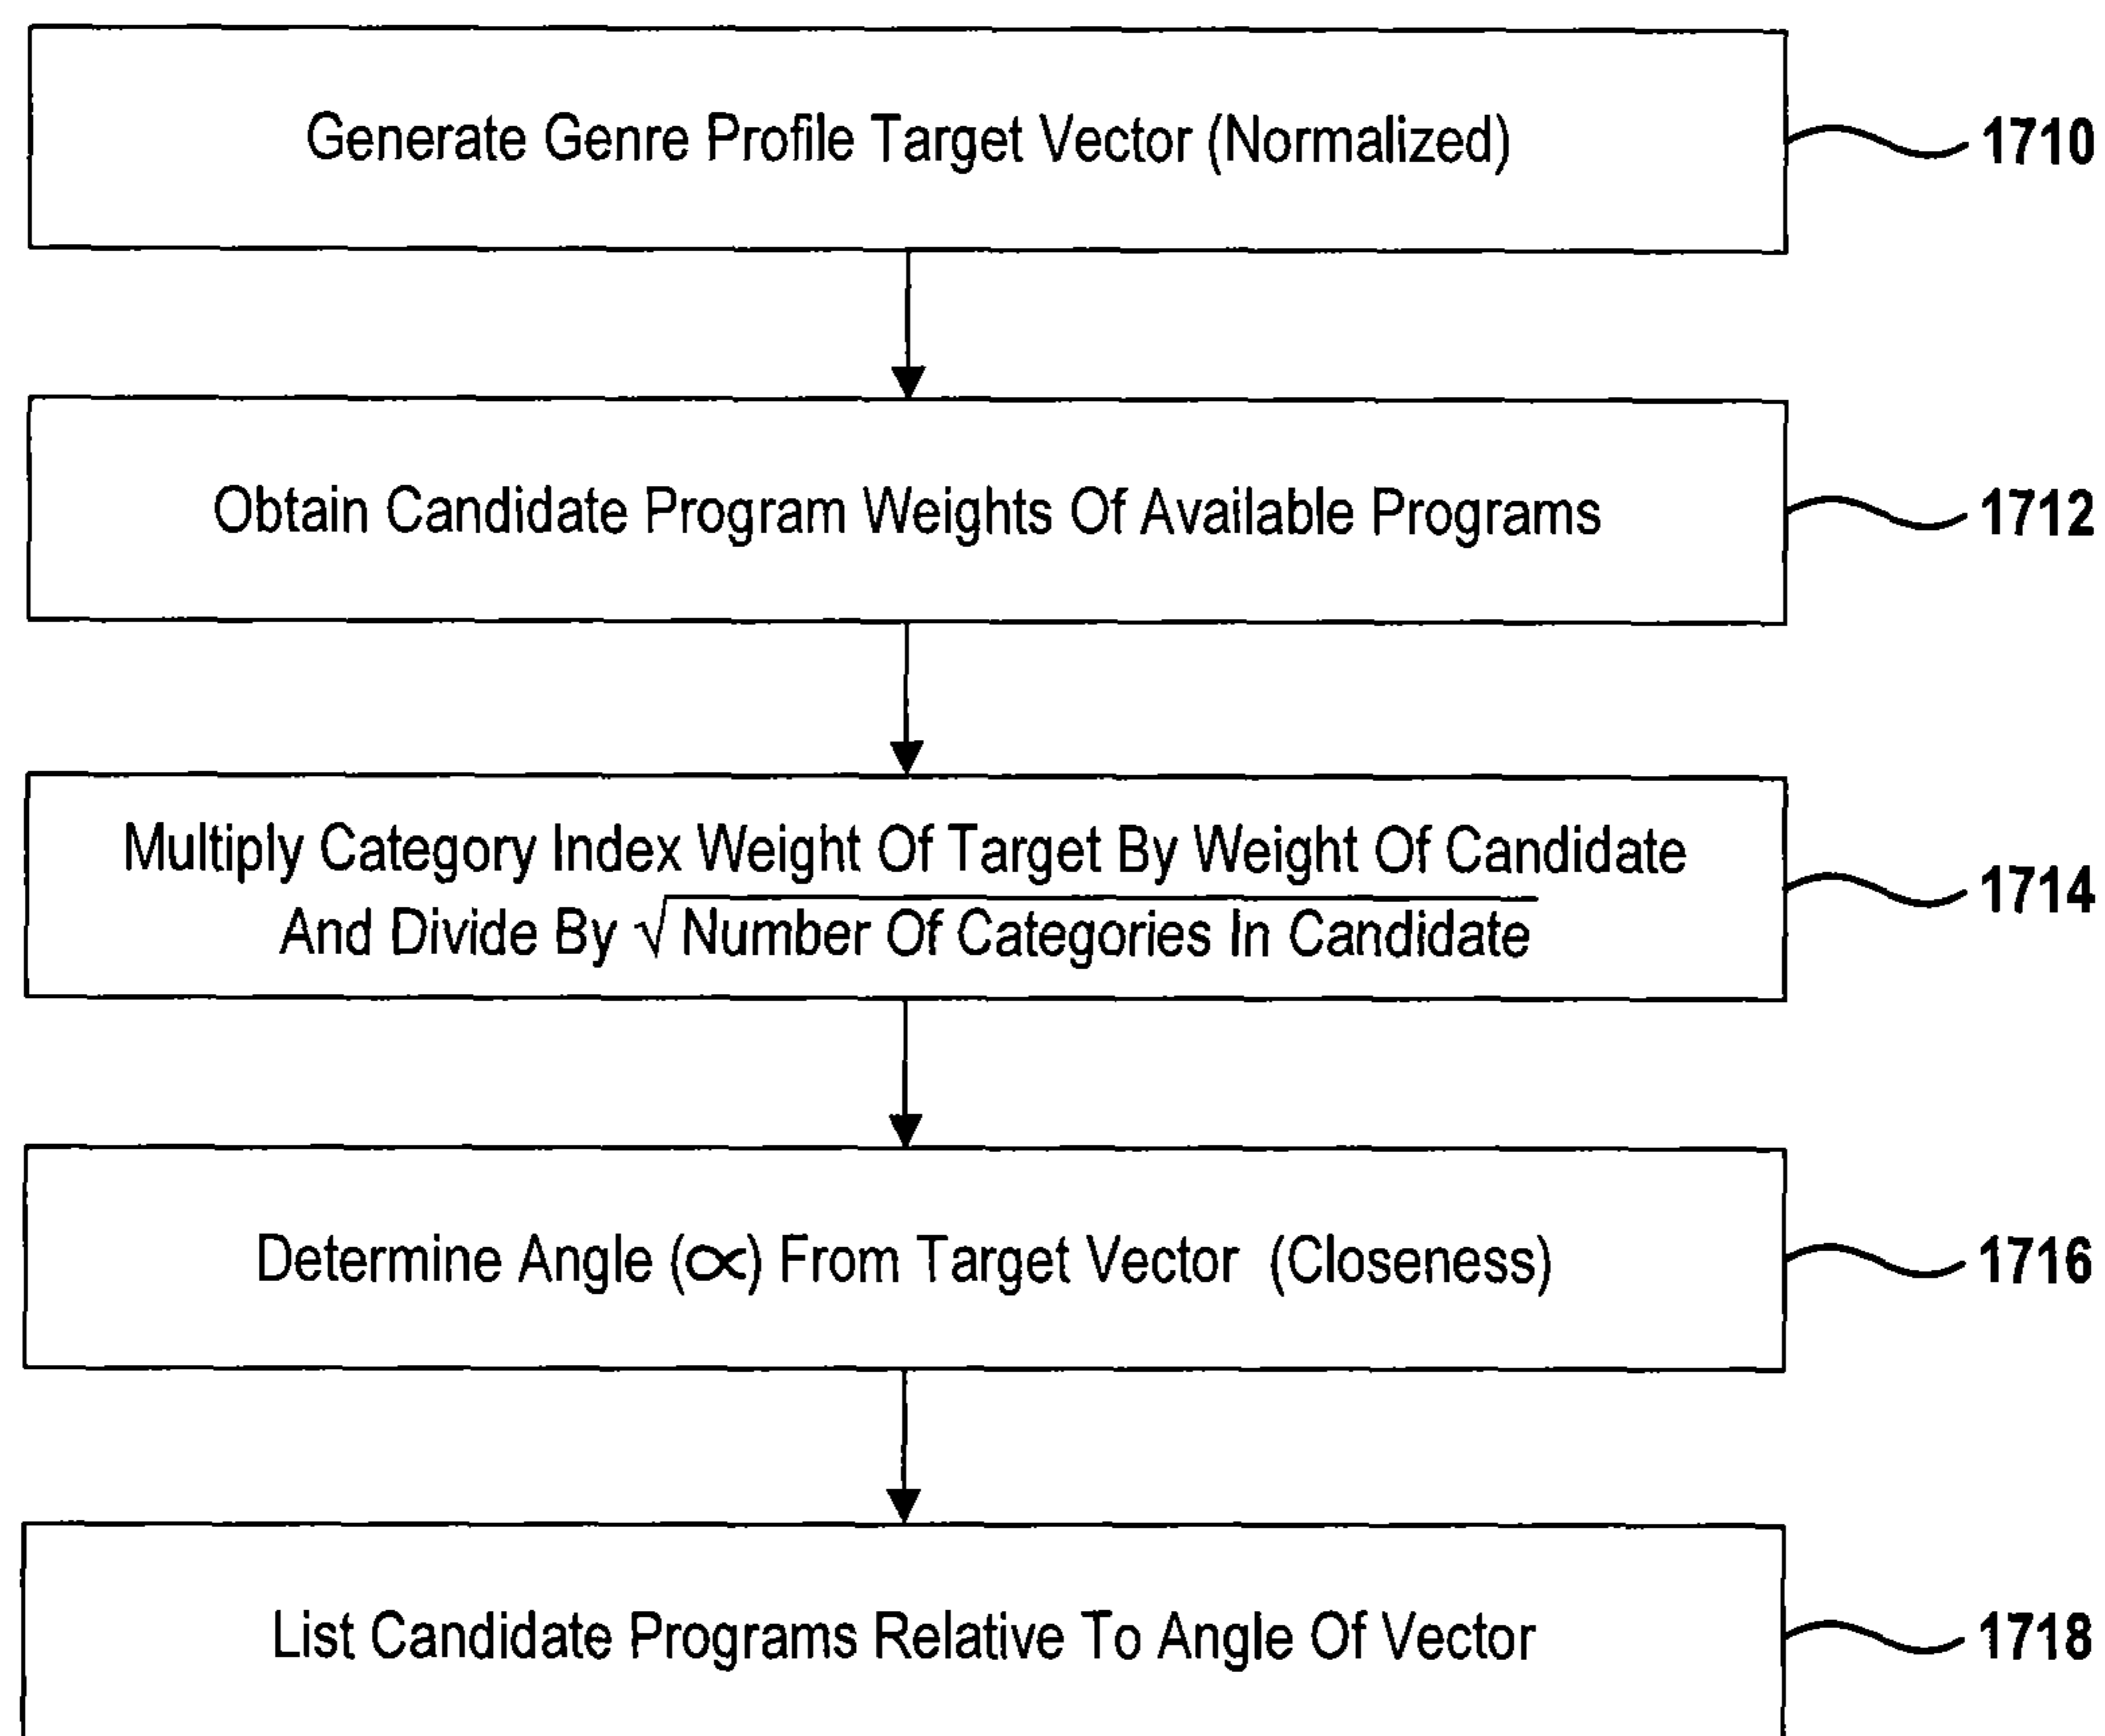 Generate Genre Profile Target Vector (Normalized)
1710
Obtain Candidate Program Weights Of Available Programs
1712
Multiply Category Index Weight Of Target By Weight Of Candidate
And Divide By √Number Of Categories In Candidate
1714
Determine Angle (∝) From Target Vector (Closeness)
1716
List Candidate Programs Relative To Angle Of Vector
1718